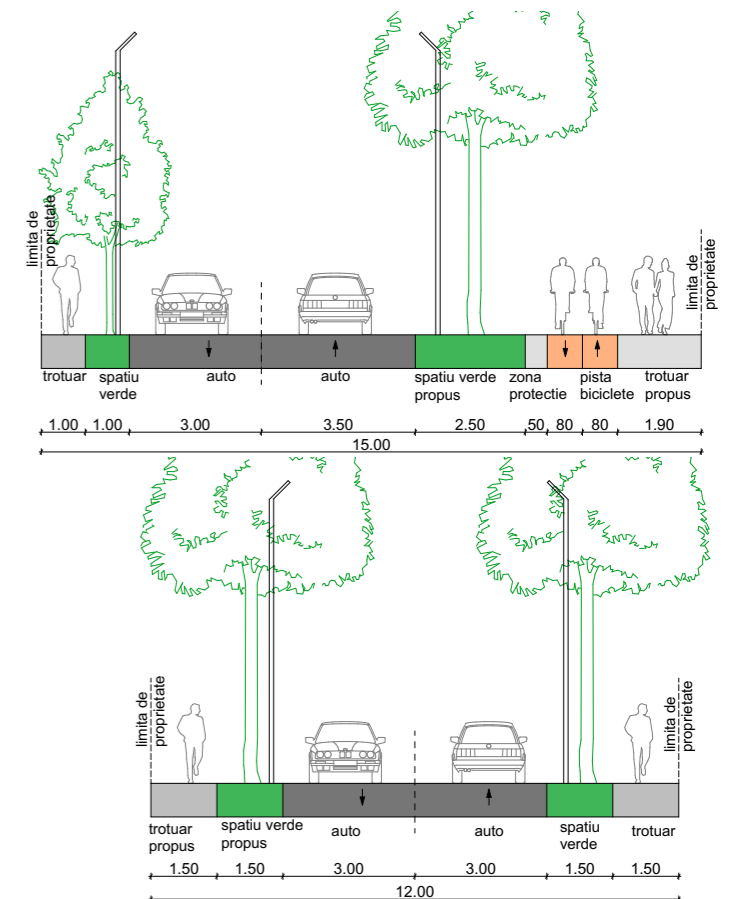 limita de
proprietate
limita de
proprietate
trotuar
spatiu
verde
auto
auto
spatiu verde
propus
zona
protectie
pista
biciclete
trotuar
propus
1.00 1.00 3.00 3.50 2.50 50 80 80 1.90
15.00
limita de
proprietate
limita de
proprietate
trotuar
propus
spatiu verde
propus
auto
auto
spatiu
verde
trotuar
1.50 1.50 3.00 3.00 1.50 1.50
12.00